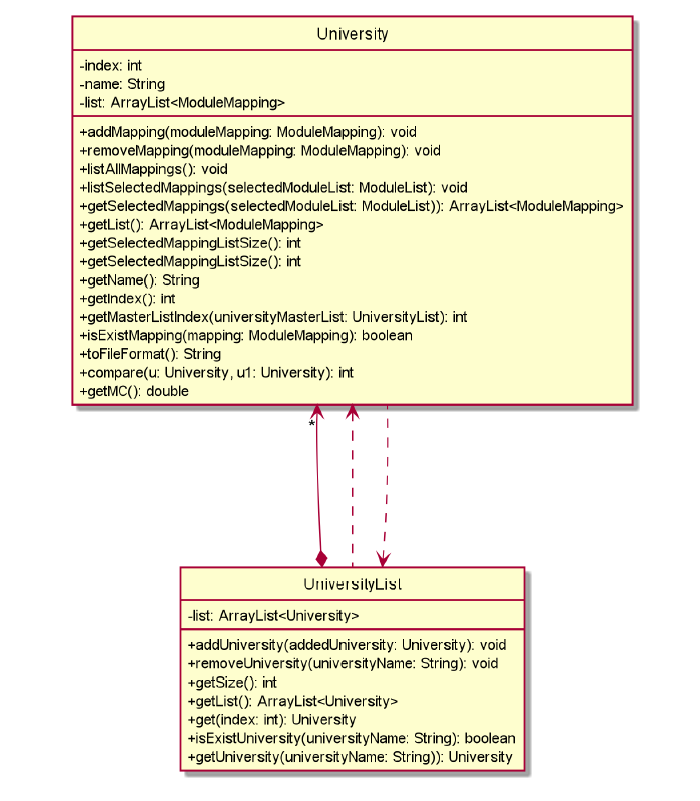 University
-index: int
-name: String
-list: ArrayList<ModuleMapping>
+addMapping(moduleMapping: ModuleMapping): void
+removeMapping(moduleMapping: ModuleMapping): void
+listAllMappings(): void
+listSelectedMappings(selectedModuleList: ModuleList): void
+getSelectedMappings(selectedModuleList: ModuleList)): ArrayList<ModuleMapping>
+getList(): ArrayList<ModuleMapping>
+getSelectedMappingListSize(): int
+getSelectedMappingListSize(): int
+getName(): String
+getIndex(): int
+getMasterListIndex(universityMasterList: UniversityList): int
+isExistMapping(mapping: ModuleMapping): boolean
+toFileFormat(): String
+compare(u: University, u1: University): int
+getMC(): double
*
UniversityList
-list: ArrayList<University>
+addUniversity(addedUniversity: University): void
+removeUniversity(universityName: String): void
+getSize(): int
+getList(): ArrayList<University>
+get(index: int): University
+isExistUniversity(universityName: String): boolean
+getUniversity(universityName: String)): University